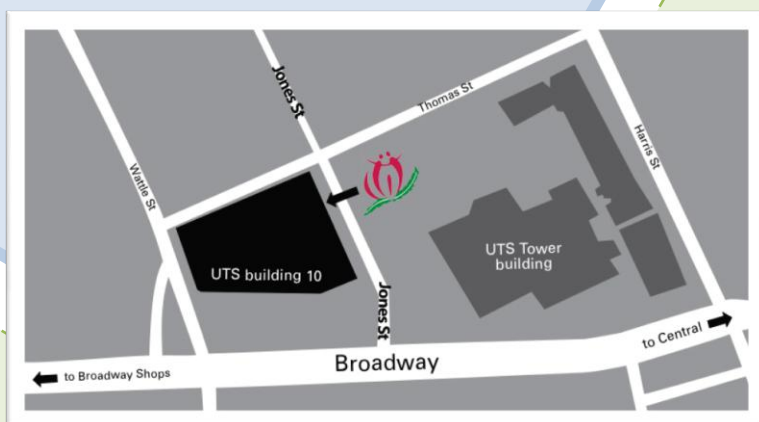 Jones St
Thomas St
Harris St
Wattle St
UTS Tower
building
UTS building 10
Jones St
to Central
Broadway
to Broadway Shops